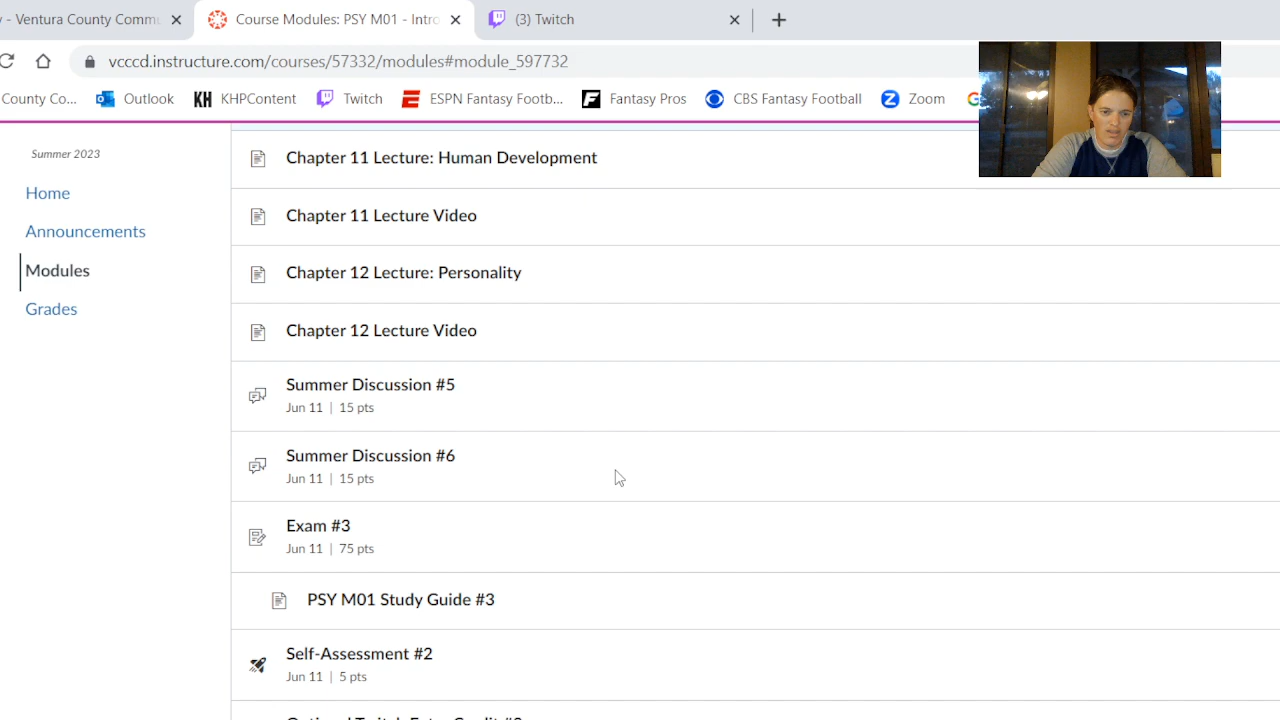 y - Ventura County Commu
Course Modules: PSY M01 - Intro
(3) Twitch
vcccd.instructure.com/courses/57332/modules#module_597732
County Co...
Outlook
KH KHPContent
Twitch
ESPN Fantasy Footb...
Fantasy Pros
CBS Fantasy Football
Zoom
Summer 2023
Home
Announcements
Modules
Grades
Chapter 11 Lecture: Human Development
Chapter 11 Lecture Video
Chapter 12 Lecture: Personality
Chapter 12 Lecture Video
Summer Discussion #5
Jun 11 | 15 pts
Summer Discussion #6
Jun 11 | 15 pts
Exam #3
Jun 11 | 75 pts
PSY M01 Study Guide #3
Self-Assessment #2
Jun 11 | 5 pts